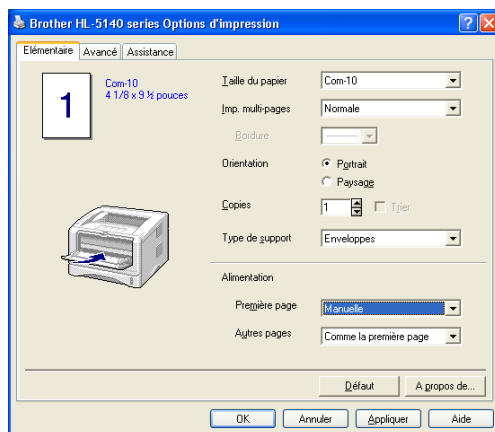 Brother HL-5140 series Options d'impression
Elémentaire Avancé Assistance
1
Com-10
4 1/8 x 9 ½ pouces
Taille du papier Com-10
Imp. multi-pages Normale
Bordure
Orientation Portrait
Paysage
Copies 1 Trier
Type de support Enveloppes
Alimentation
Première page Manuelle
Autres pages Comme la première page
Défaut A propos de...
OK Annuler Appliquer Aide